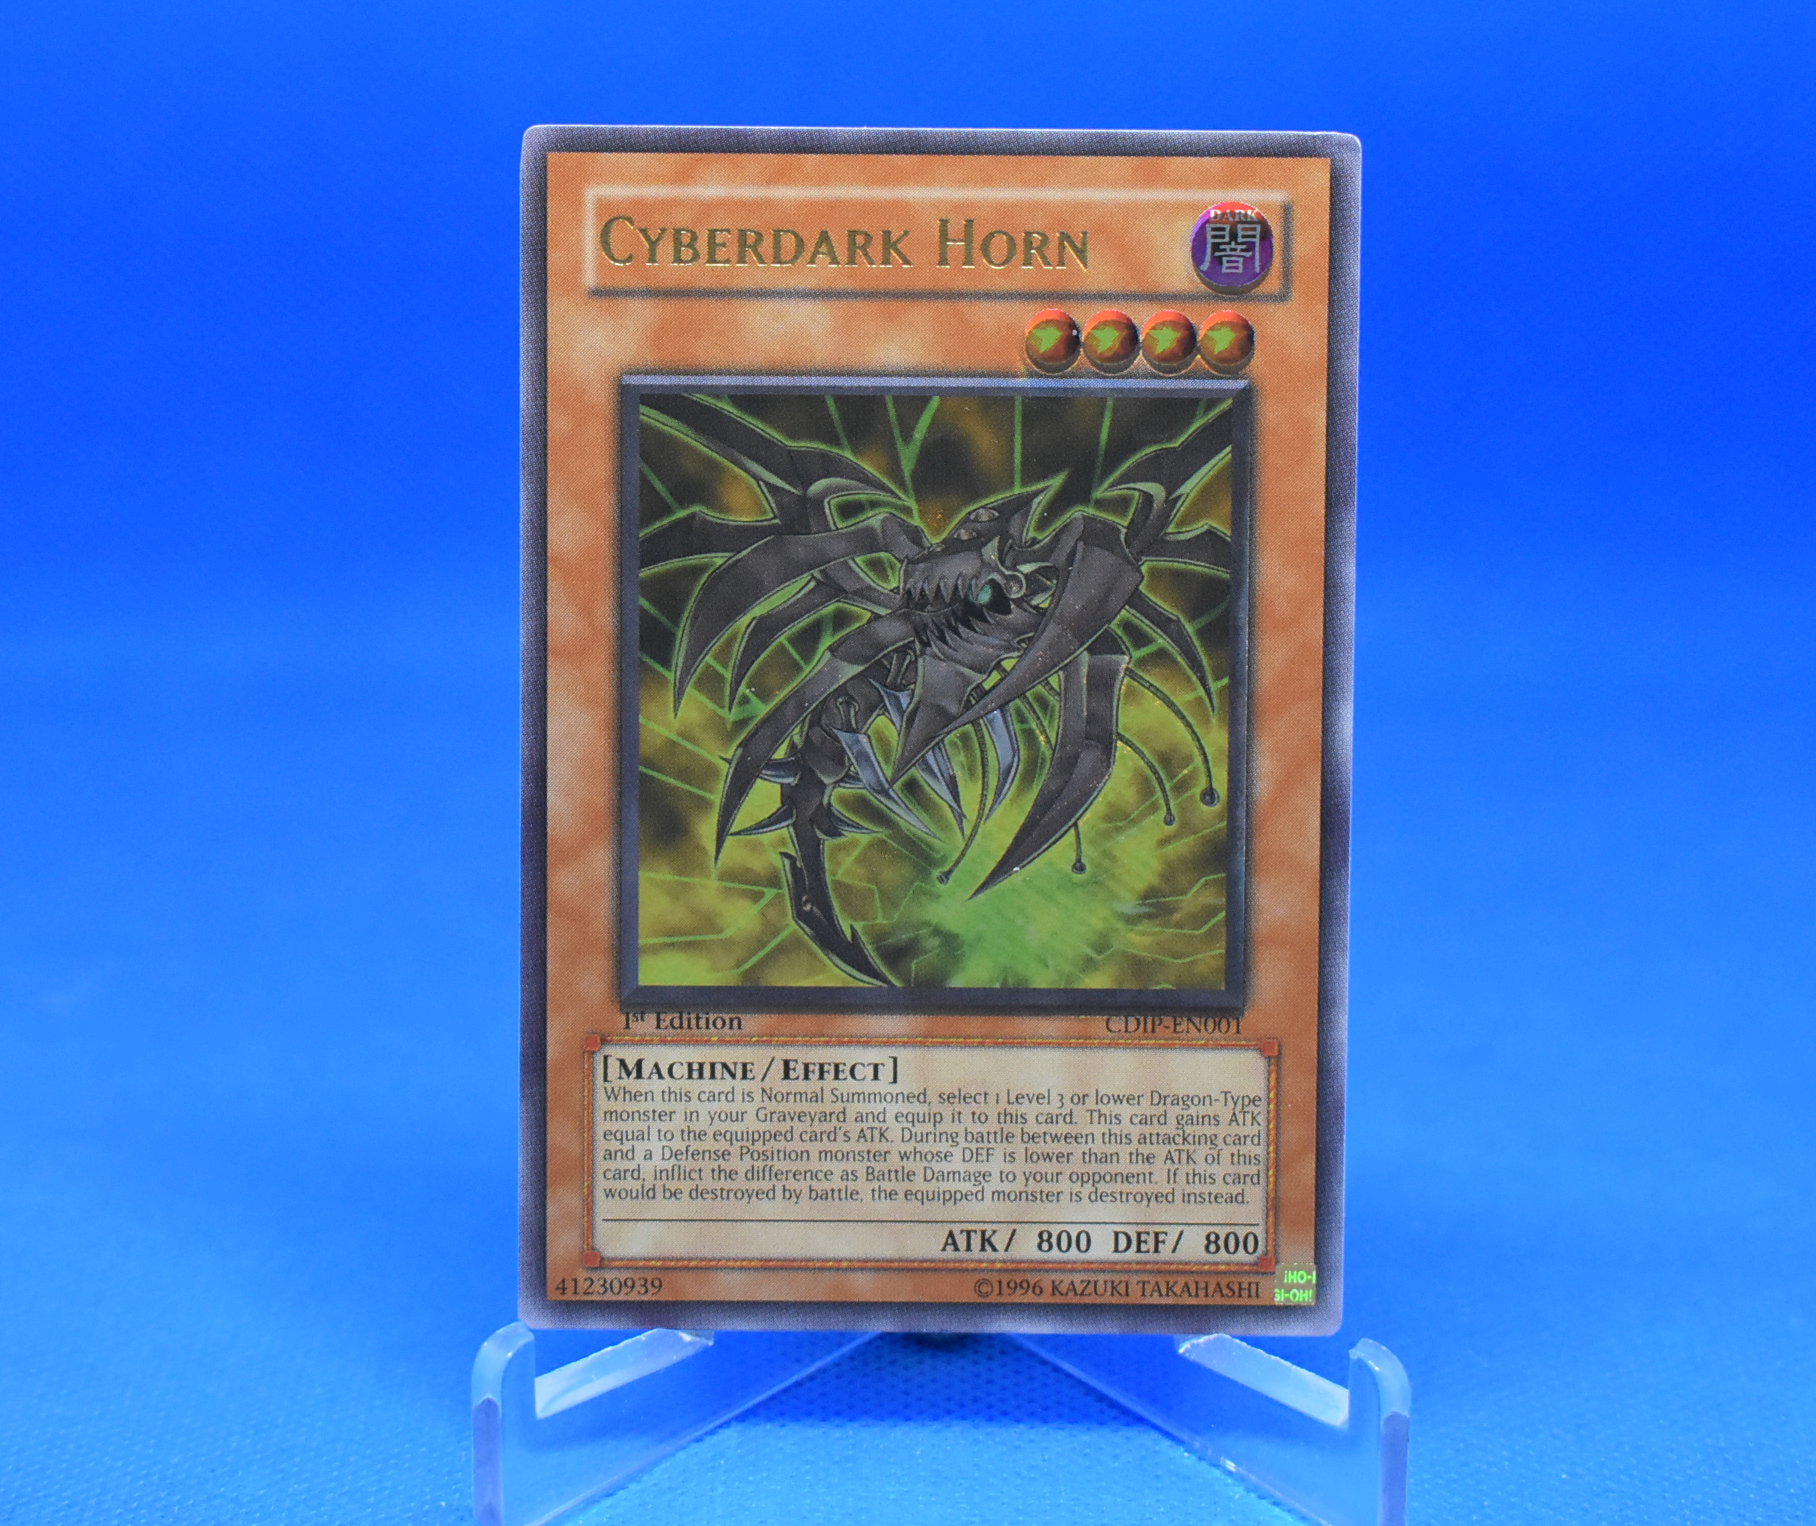 CYBERDARK HORN
DARK
闇
1st Edition
CDIP-EN001
[MACHINE/EFFECT]
When this card is Normal Summoned, select 1 Level 3 or lower Dragon-Type
monster in your Graveyard and equip it to this card. This card gains ATK
equal to the equipped card's ATK. During battle between this attacking card
and a Defense Position monster whose DEF is lower than the ATK of this
card, inflict the difference as Battle Damage to your opponent. If this card
would be destroyed by battle, the equipped monster is destroyed instead.
ATK/ 800 DEF/ 800
41230939
©1996 KAZUKI TAKAHASHI
GI-OH!